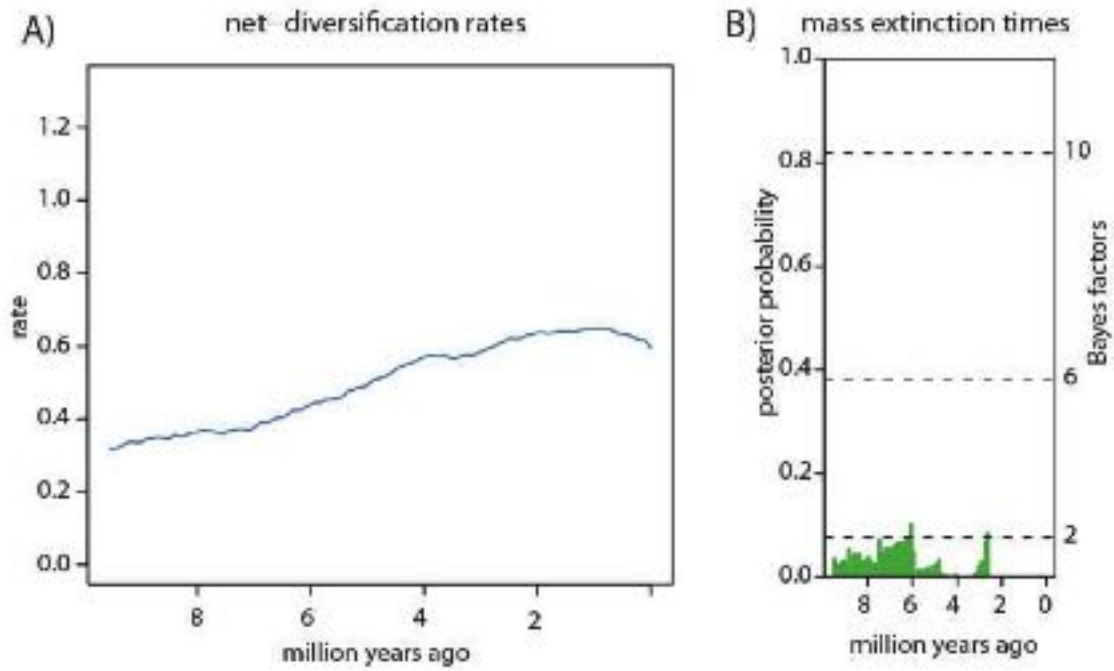 A) net-diversification rates
1.2
1.0
0.8
0.6
0.4
0.2
0.0
rate
8 6 4 2
million years ago
B) mass extinction times
1.0
0.8
0.6
0.4
0.2
0.0
posterior probability
10
6
2
Bayes factors
8 6 4 2 0
million years ago